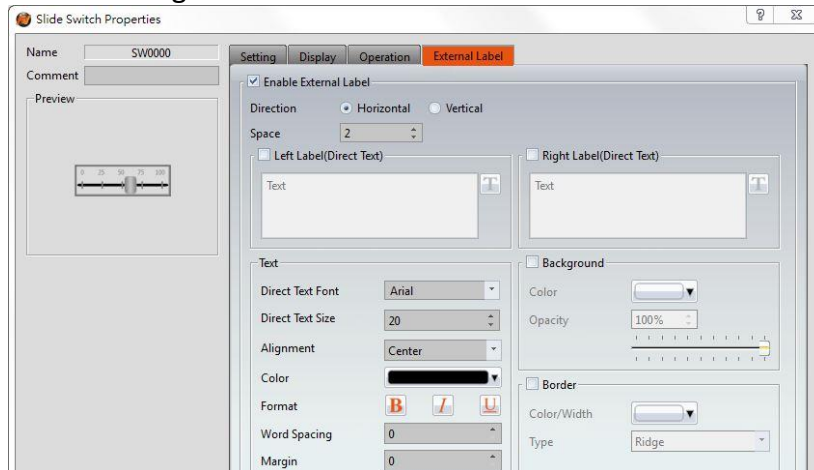 Slide Switch Properties
Name SW0000
Comment
Preview
0 25 50 75 100
Setting Display Operation External Label
Enable External Label
Direction Horizontal Vertical
Space 2
Left Label(Direct Text) Right Label(Direct Text)
Text T Text T
Text Background
Direct Text Font Arial Color
Direct Text Size 20 Opacity 100%
Alignment Center
Color Border
Format B I U Color/Width
Word Spacing 0 Type Ridge
Margin 0